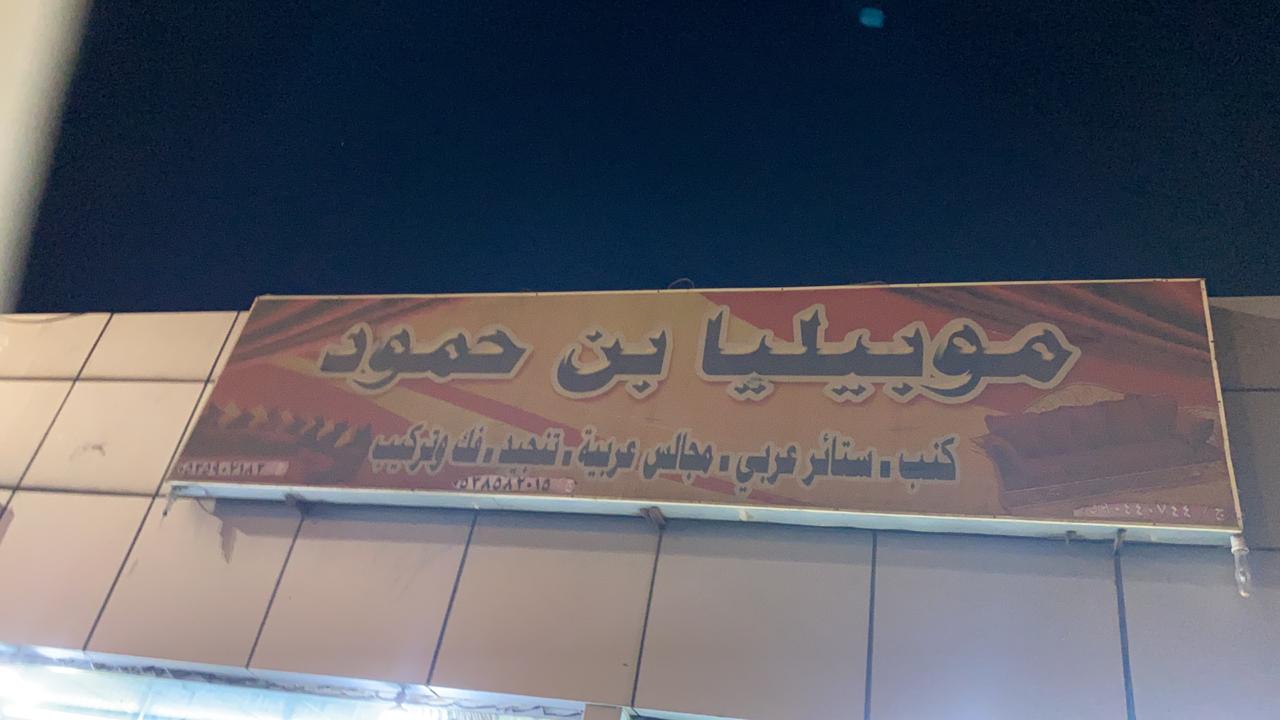 موبيليا بن حمود
كنب . ستائر عربي . مجالس عربية . تنجيد . فك وتركيب